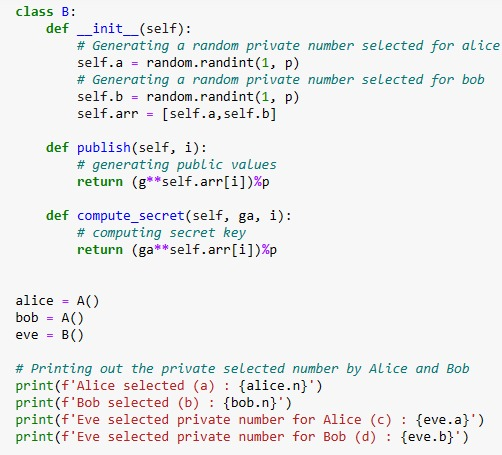 class B:
    def __init__(self):
        # Generating a random private number selected for alice
        self.a = random.randint(1, p)
        # Generating a random private number selected for bob
        self.b = random.randint(1, p)
        self.arr = [self.a,self.b]

    def publish(self, i):
        # generating public values
        return (g**self.arr[i])%p

    def compute_secret(self, ga, i):
        # computing secret key
        return (ga**self.arr[i])%p


alice = A()
bob = A()
eve = B()

# Printing out the private selected number by Alice and Bob
print(f'Alice selected (a) : {alice.n}')
print(f'Bob selected (b) : {bob.n}')
print(f'Eve selected private number for Alice (c) : {eve.a}')
print(f'Eve selected private number for Bob (d) : {eve.b}')